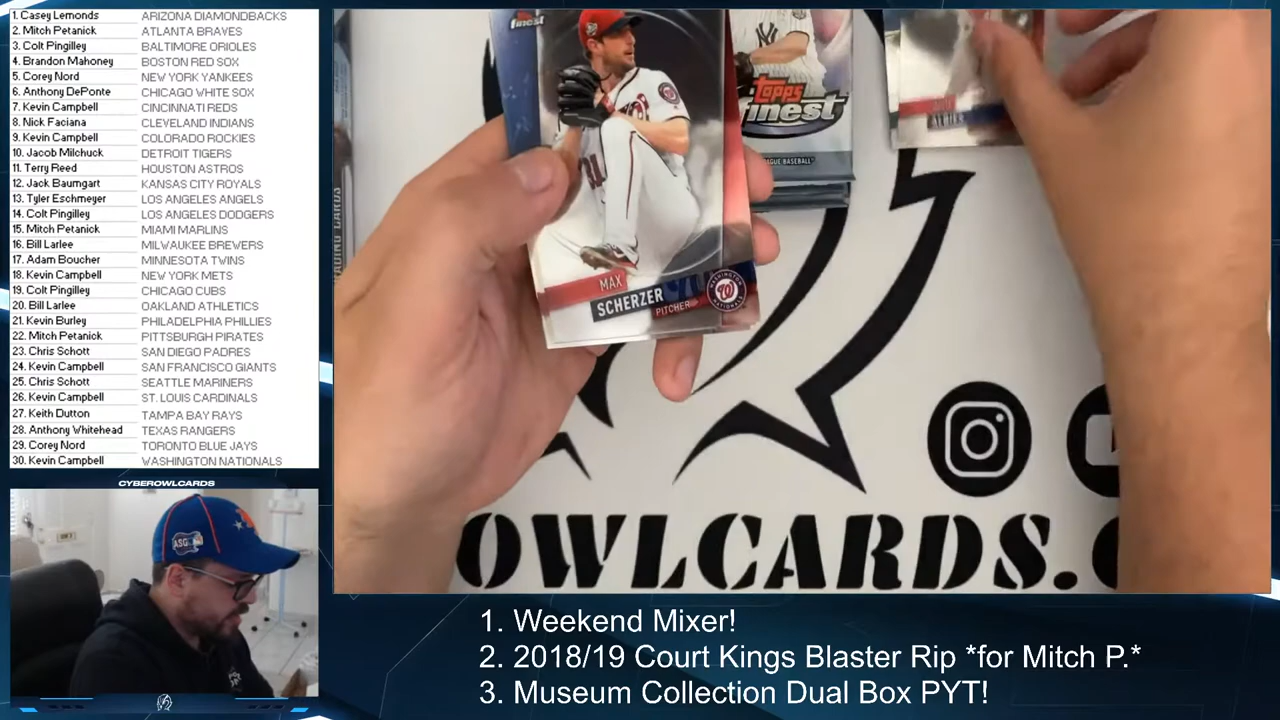 1. Casey Lemonds ARIZONA DIAMONDBACKS
2. Mitch Petanick ATLANTA BRAVES
3. Colt Pingilley BALTIMORE ORIOLES
4. Brandon Mahoney BOSTON RED SOX
5. Corey Nord NEW YORK YANKEES
6. Anthony DePonte CHICAGO WHITE SOX
7. Kevin Campbell CINCINNATI REDS
8. Nick Faciana CLEVELAND INDIANS
9. Kevin Campbell COLORADO ROCKIES
10. Jacob Milchuck DETROIT TIGERS
11. Terry Reed HOUSTON ASTROS
12. Jack Baumgart KANSAS CITY ROYALS
13. Tyler Eschmeyer LOS ANGELES ANGELS
14. Colt Pingilley LOS ANGELES DODGERS
15. Mitch Petanick MIAMI MARLINS
16. Bill Larlee MILWAUKEE BREWERS
17. Adam Boucher MINNESOTA TWINS
18. Kevin Campbell NEW YORK METS
19. Colt Pingilley CHICAGO CUBS
20. Bill Larlee OAKLAND ATHLETICS
21. Kevin Burley PHILADELPHIA PHILLIES
22. Mitch Petanick PITTSBURGH PIRATES
23. Chris Schott SAN DIEGO PADRES
24. Kevin Campbell SAN FRANCISCO GIANTS
25. Chris Schott SEATTLE MARINERS
26. Kevin Campbell ST. LOUIS CARDINALS
27. Keith Dutton TAMPA BAY RAYS
28. Anthony Whitehead TEXAS RANGERS
29. Corey Nord TORONTO BLUE JAYS
30. Kevin Campbell WASHINGTON NATIONALS
CYBEROWLCARDS
ASG
finest
MAX
SCHERZER
PITCHER
W
TOPPS
finest
LEAGUE BASEBALL
DING CARDS
OWLCARDS.C
1. Weekend Mixer!
2. 2018/19 Court Kings Blaster Rip *for Mitch P.*
3. Museum Collection Dual Box PYT!